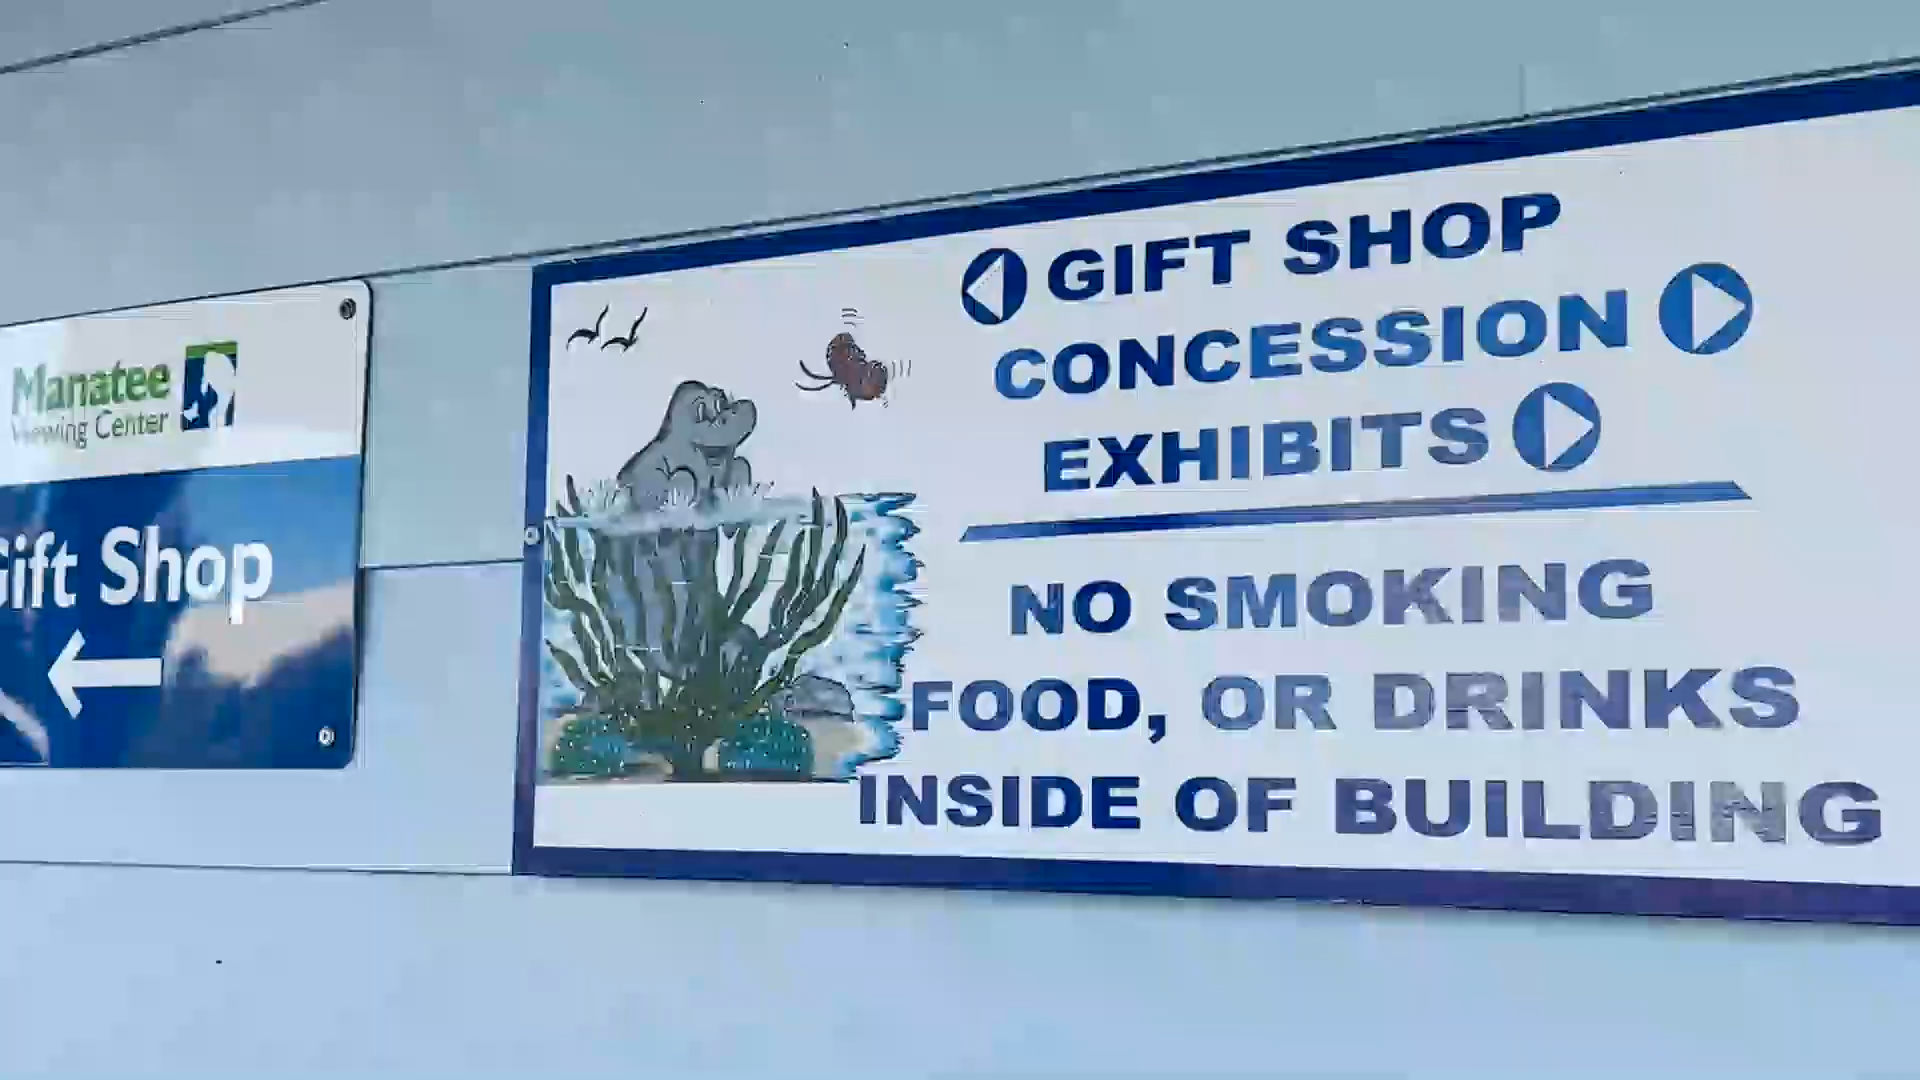 Manatee
Viewing Center
Gift Shop
GIFT SHOP
CONCESSION
EXHIBITS
NO SMOKING
FOOD, OR DRINKS
INSIDE OF BUILDING